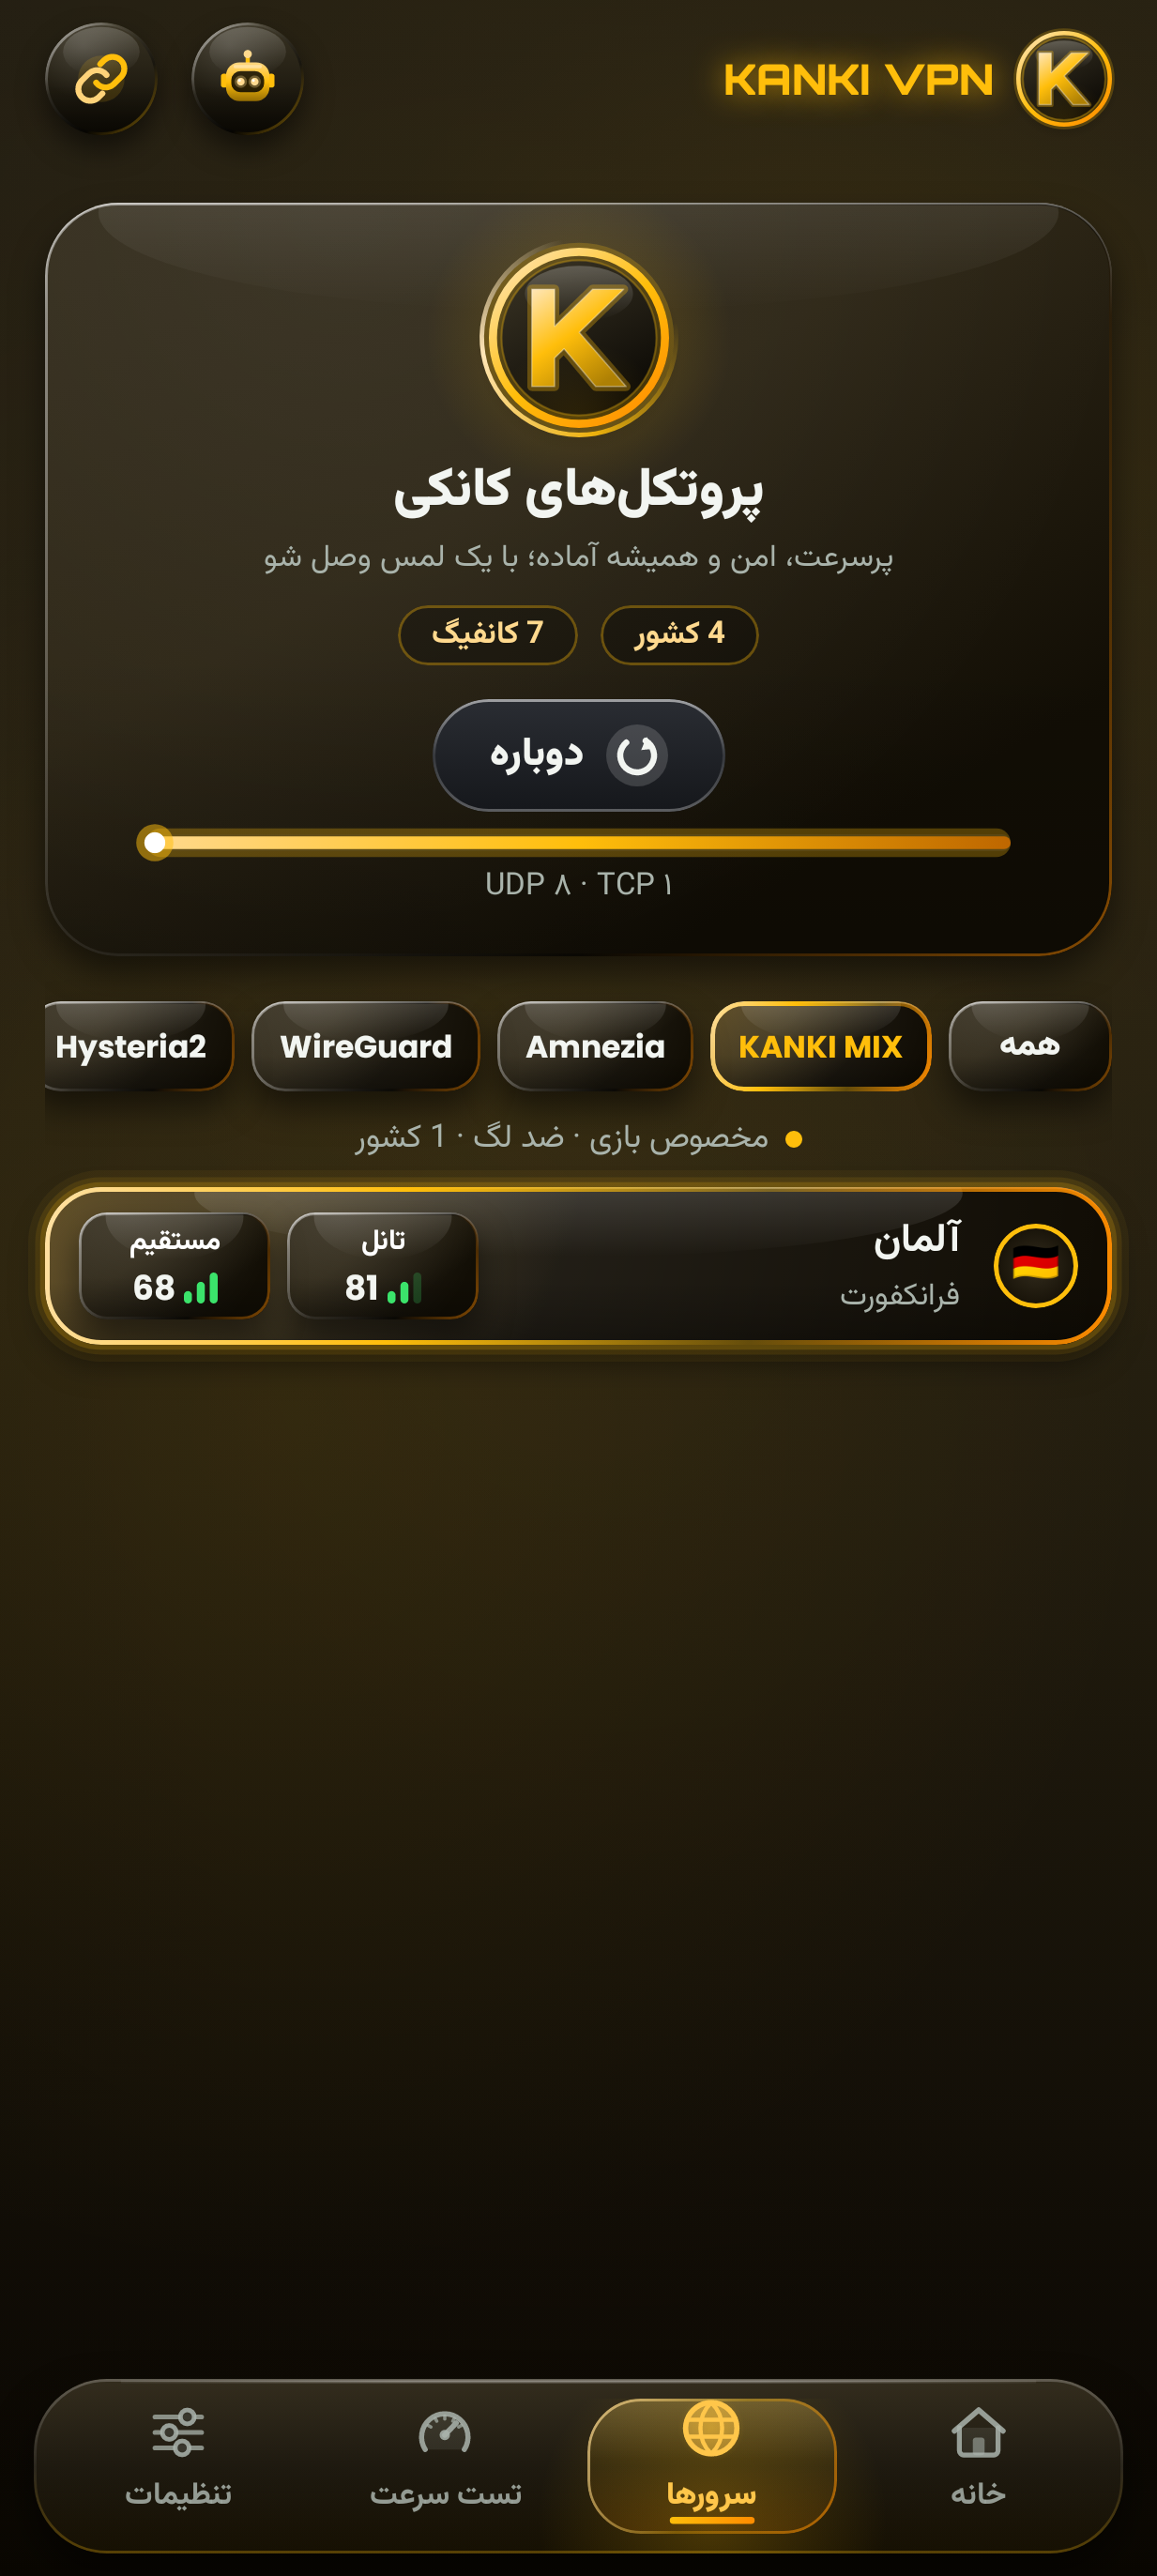 KANKI VPN K
K
پروتکل‌های کانکی
پرسرعت، امن و همیشه آماده؛ با یک لمس وصل شو
4 کشور
7 کانفیگ
دوباره
UDP ۸ · TCP ۱
همه
KANKI MIX
Amnezia
WireGuard
Hysteria2
مخصوص بازی · ضد لگ · 1 کشور
آلمان
فرانکفورت
تانل
81
مستقیم
68
خانه
سرورها
تست سرعت
تنظیمات